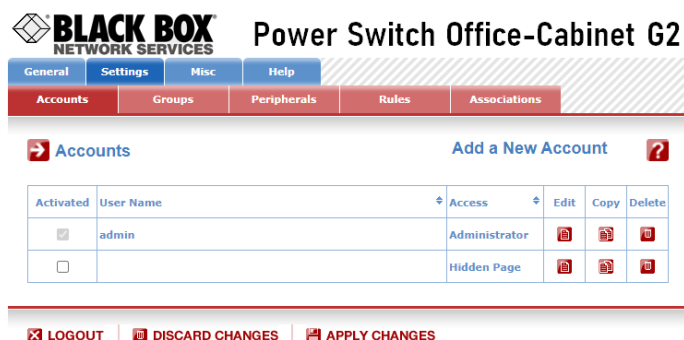 BLACK BOX®
NETWORK SERVICES
Power Switch Office-Cabinet G2
General Settings Misc Help
Accounts Groups Peripherals Rules Associations
Accounts Add a New Account ?
Activated User Name Access Edit Copy Delete
admin Administrator
Hidden Page
LOGOUT DISCARD CHANGES APPLY CHANGES